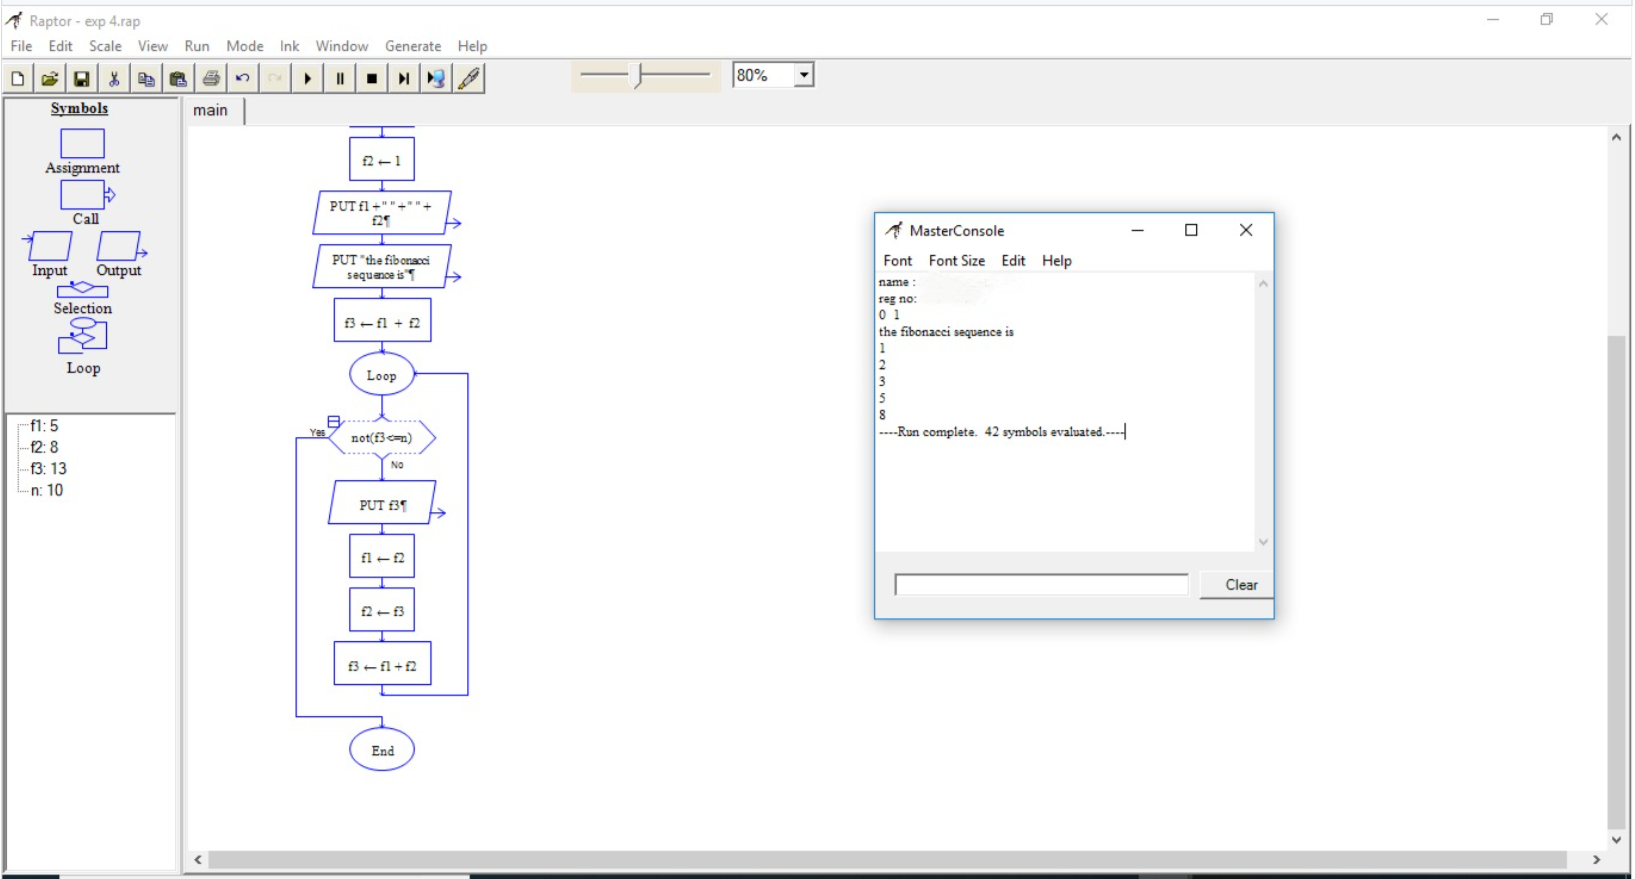 Raptor - exp 4.rap
File Edit Scale View Run Mode Ink Window Generate Help
80%
Symbols
Assignment
Call
Input Output
Selection
Loop
f1: 5
f2: 8
f3: 13
n: 10
main
f2 ← 1
PUT f1 +" "+" " +
f2¶
PUT "the fibonacci
sequence is"¶
f3 ← f1 + f2
Loop
Yes
not(f3<=n)
No
PUT f3¶
f1 ← f2
f2 ← f3
f3 ← f1 + f2
End
MasterConsole
Font Font Size Edit Help
name :
reg no:
0 1
the fibonacci sequence is
1
2
3
5
8
----Run complete. 42 symbols evaluated.----
Clear